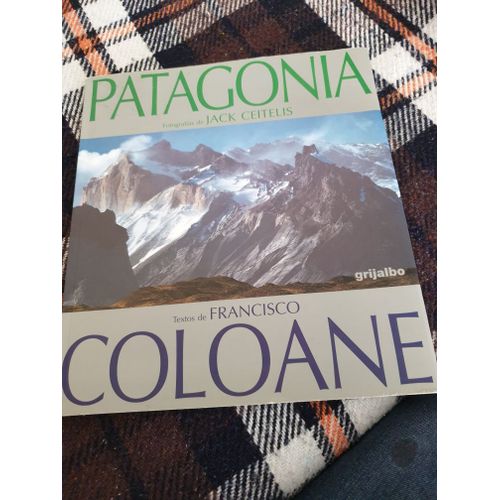 PATAGONIA
Fotografías de JACK CEITELIS
grijalbo
Textos de FRANCISCO
COLOANE